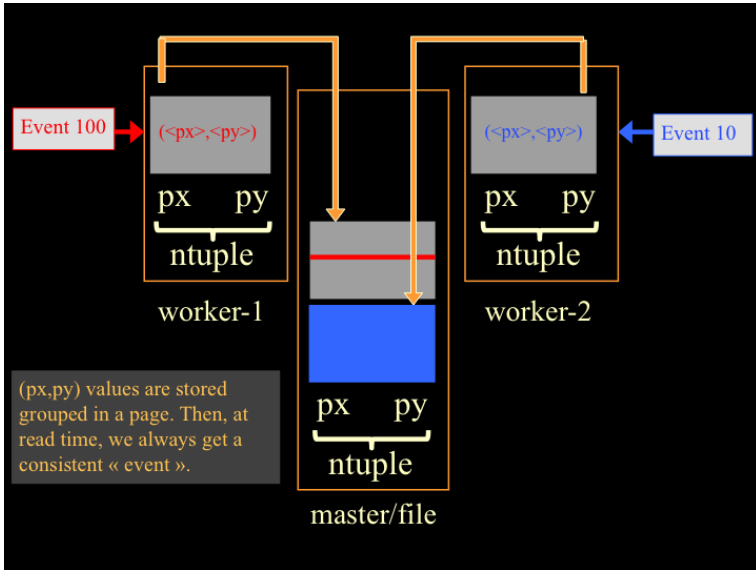 Event 100
(<px>,<py>)
(<px>,<py>)
Event 10
px py
px py
ntuple
ntuple
worker-1
worker-2
(px,py) values are stored
grouped in a page. Then, at
read time, we always get a
consistent « event ».
px py
ntuple
master/file